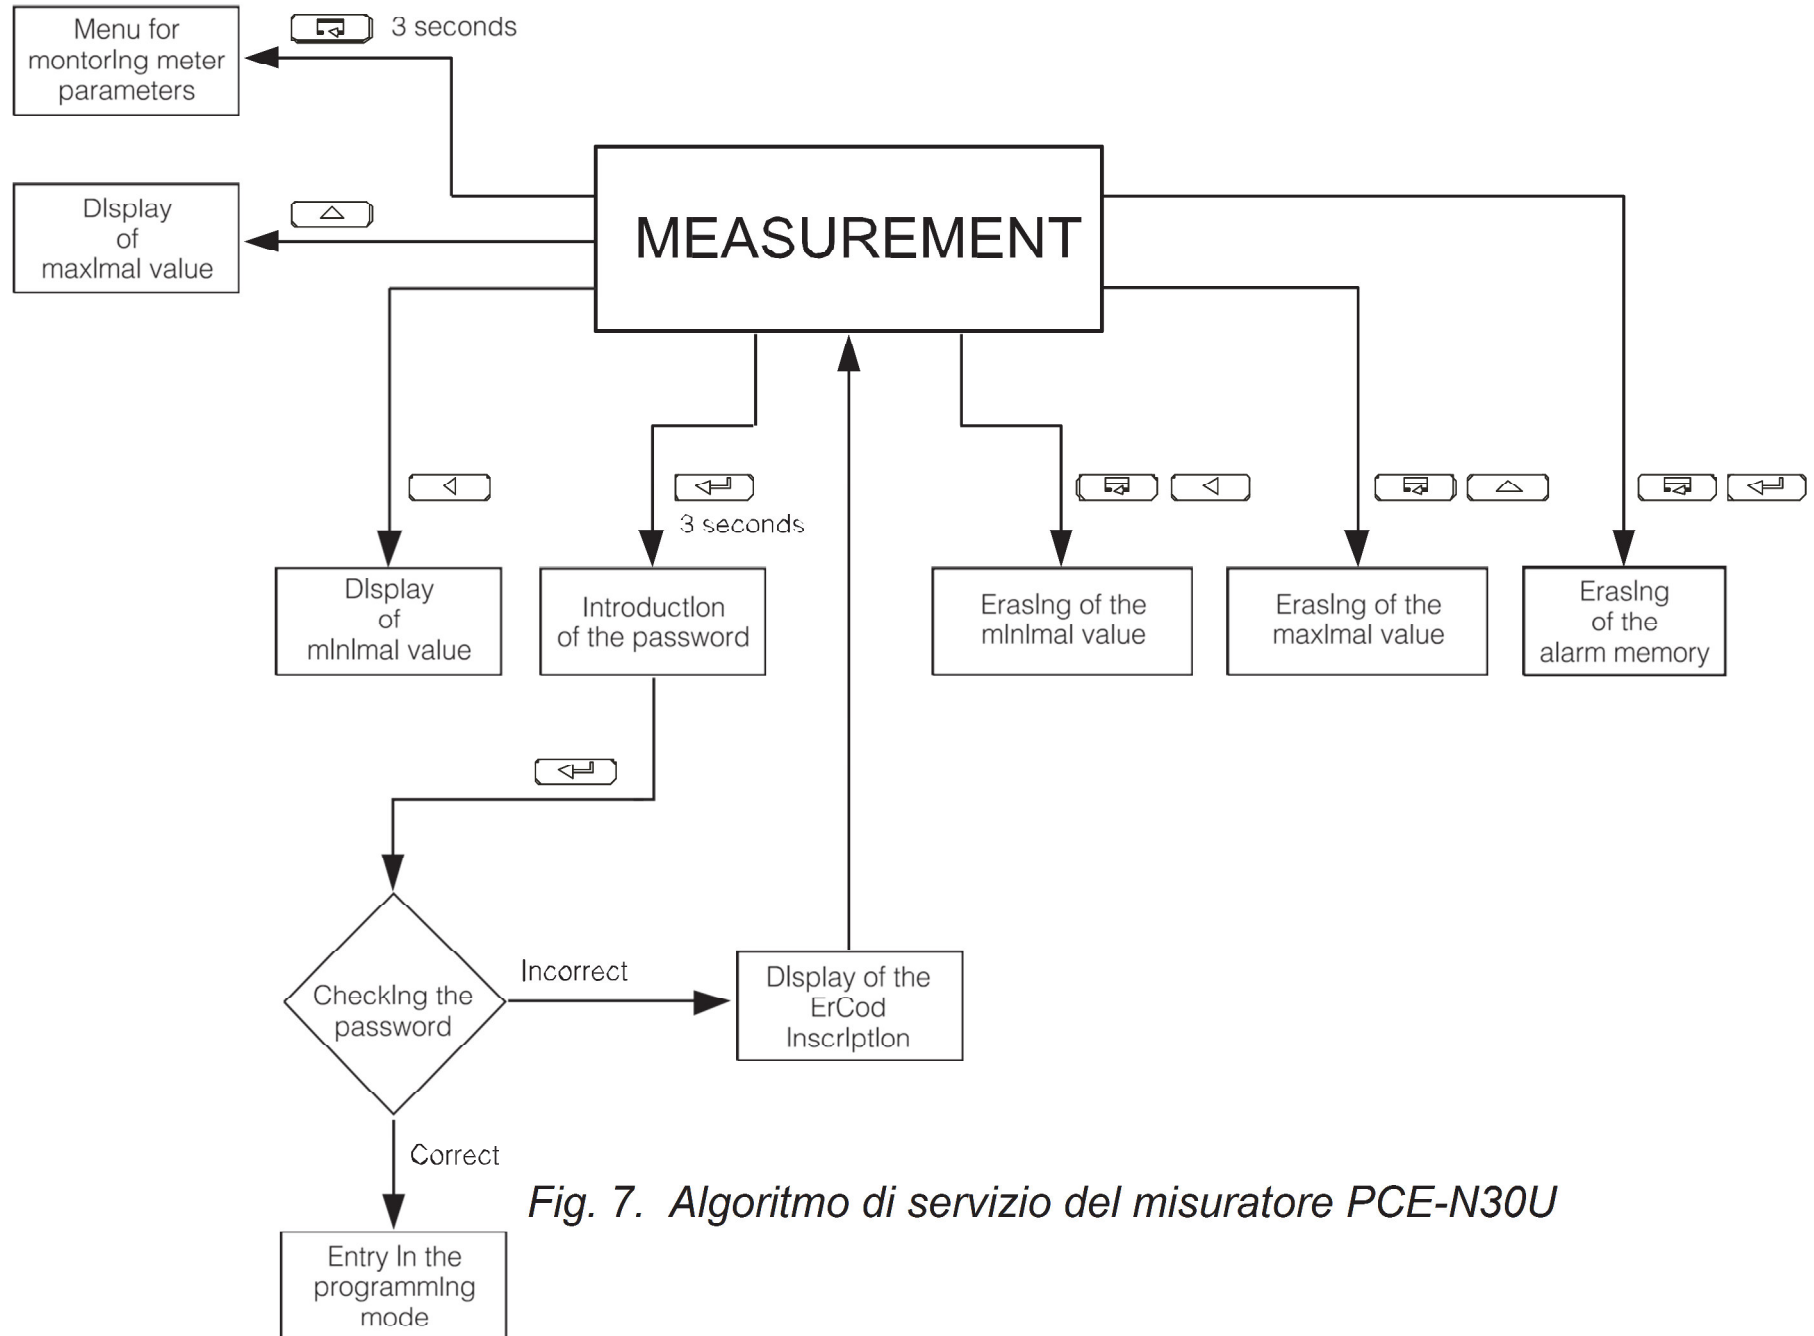 Menu for
montorIng meter
parameters
3 seconds
DIsplay
of
maxImal value
MEASUREMENT
3 seconds
DIsplay
of
mInImal value
IntroductIon
of the password
ErasIng of the
mInImal value
ErasIng of the
maxImal value
ErasIng
of the
alarm memory
CheckIng the
password
Incorrect
DIsplay of the
ErCod
InscrIptIon
Correct
Fig. 7. Algoritmo di servizio del misuratore PCE-N30U
Entry In the
programmIng
mode